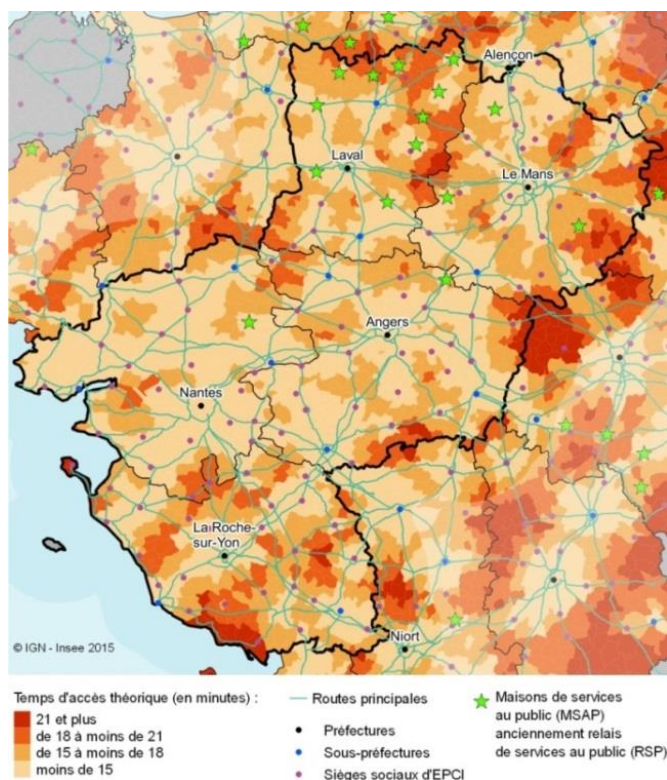 Alençon
Laval
Le Mans
Angers
Nantes
La Roche-
sur-Yon
Niort
© IGN - Insee 2015
Temps d'accès théorique (en minutes) :
21 et plus
de 18 à moins de 21
de 15 à moins de 18
moins de 15
Routes principales
Préfectures
Sous-préfectures
Sièges sociaux d'EPCI
Maisons de services
au public (MSAP)
anciennement relais
de services au public (RSP)